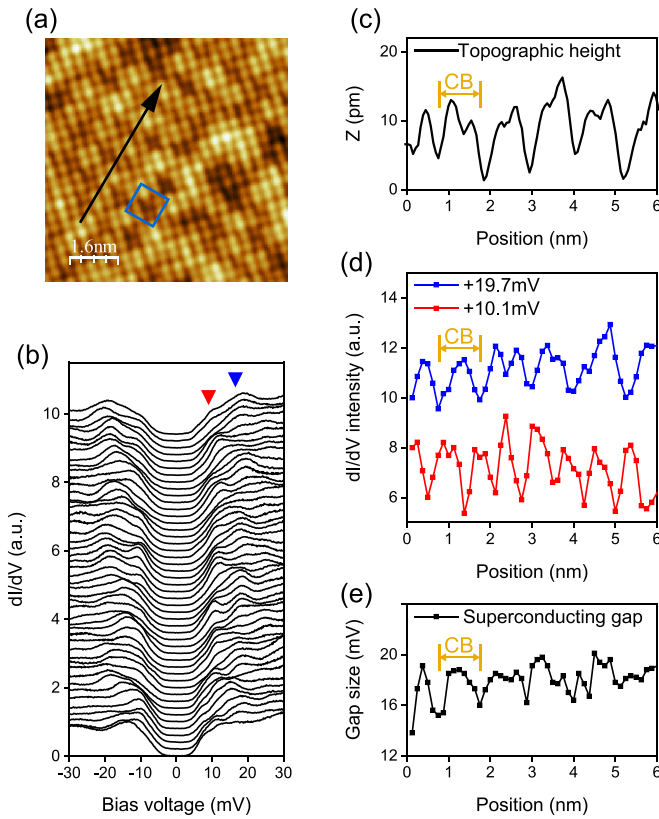 (a)
1.6nm
(b)
10
8
6
4
2
0
-30 -20 -10 0 10 20 30
dI/dV (a.u.)
Bias voltage (mV)
(c)
Topographic height
CB
20
10
0
Z (pm)
0 1 2 3 4 5 6
Position (nm)
(d)
+19.7mV
+10.1mV
CB
14
12
10
8
6
dI/dV intensity (a.u.)
0 1 2 3 4 5 6
Position (nm)
(e)
Superconducting gap
CB
20
16
12
Gap size (mV)
0 1 2 3 4 5 6
Position (nm)